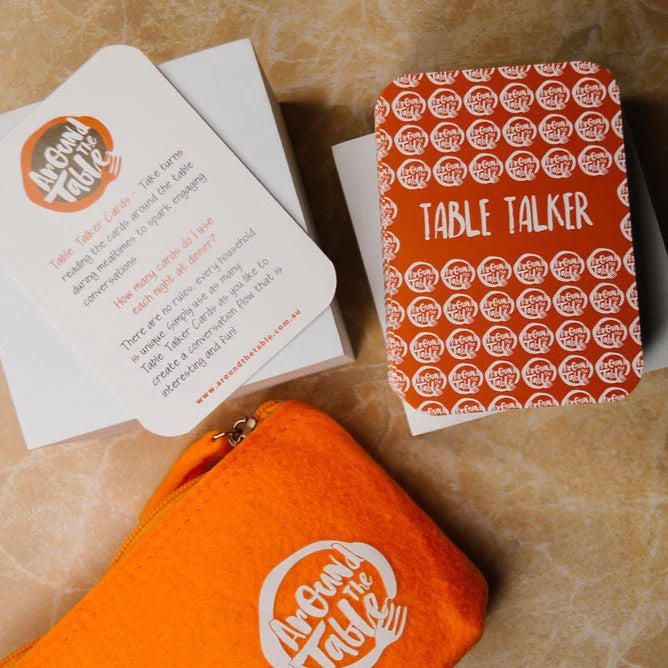 Around
The
Table
Table Talker Cards - Take turns
reading the cards around the table
during mealtimes to spark engaging
conversations
How many cards do I use
each night at dinner?
There are no rules, every household
is unique. Simply use as many
Table Talker Cards as you like to
create a conversation flow that is
interesting and fun!
www.aroundthetable.com.au
TABLE TALKER
Around
The
Table